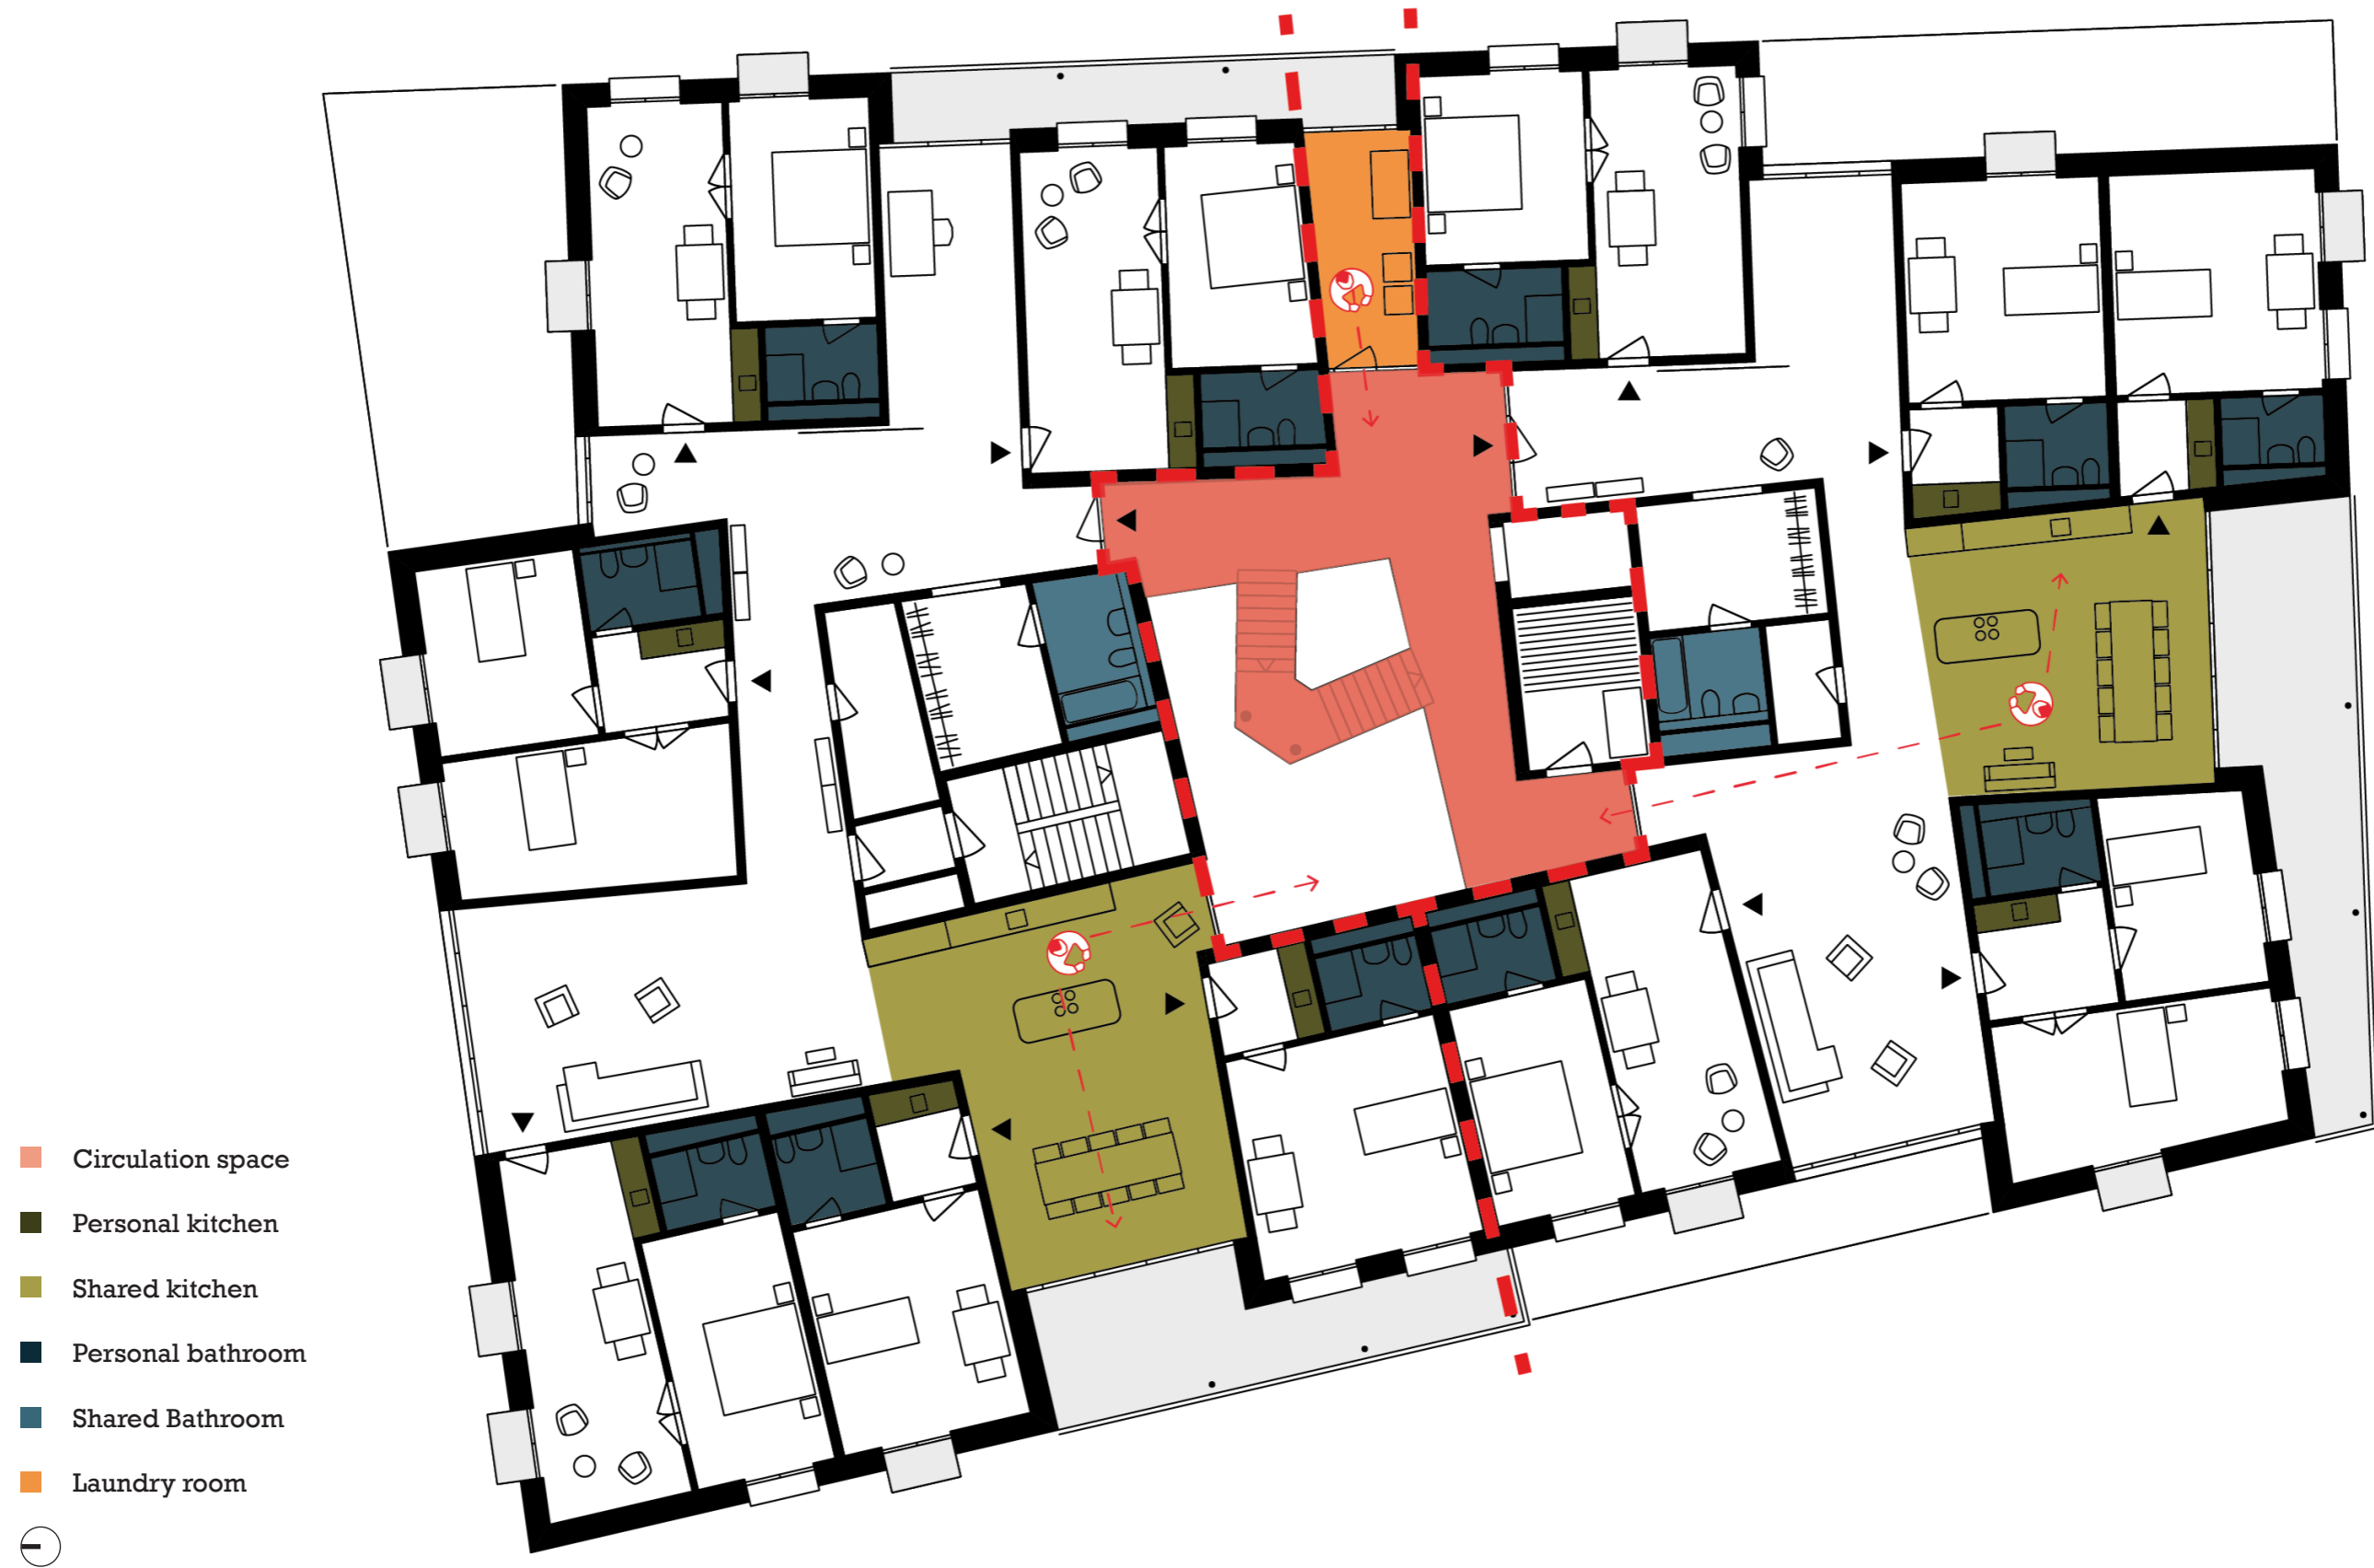 Circulation space
Personal kitchen
Shared kitchen
Personal bathroom
Shared Bathroom
Laundry room